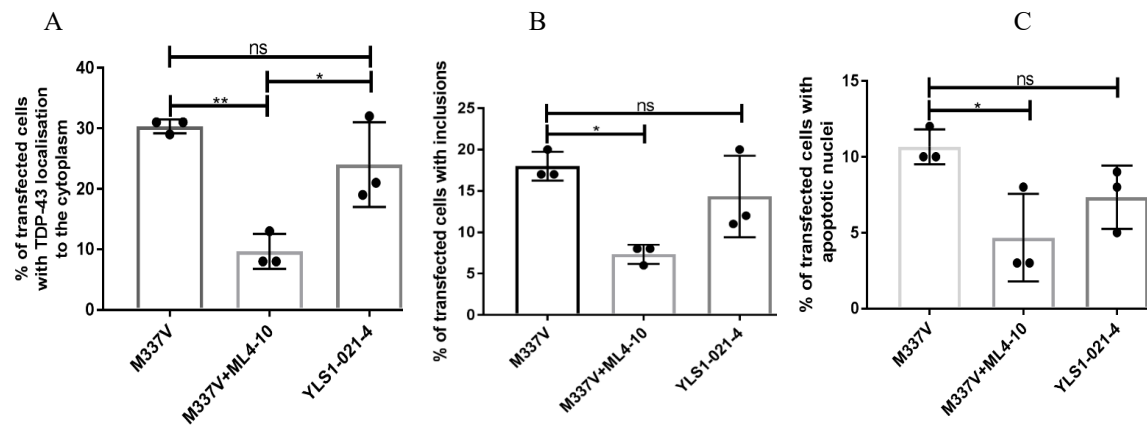 A
% of transfected cells
with TDP-43 localisation
to the cytoplasm
40
30
20
10
0
ns
**
*
M337V
M337V+ML4-10
YLS1-021-4
B
% of transfected cells with inclusions
25
20
15
10
5
0
ns
*
M337V
M337V+ML4-10
YLS1-021-4
C
% of transfected cells with
apoptotic nuclei
15
10
5
0
ns
*
M337V
M337V+ML4-10
YLS1-021-4